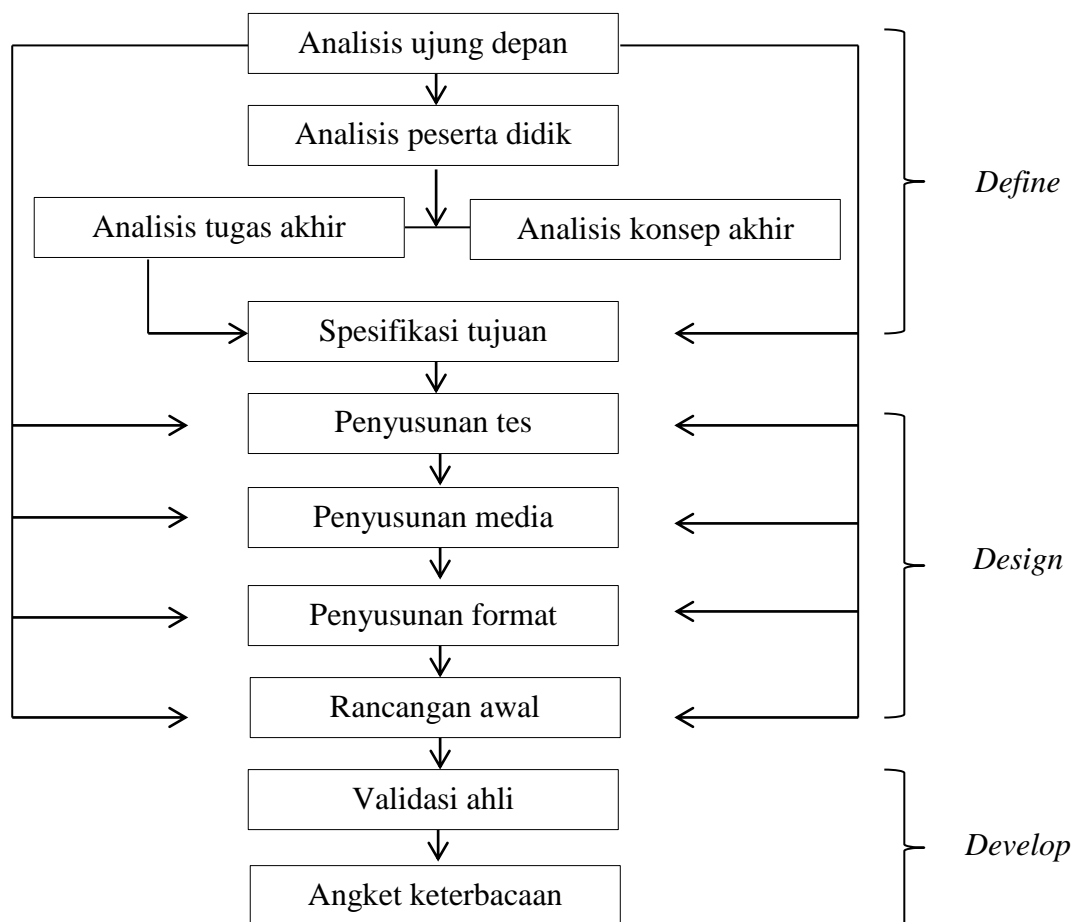 Analisis ujung depan
Analisis peserta didik
Define
Analisis tugas akhir
Analisis konsep akhir
Spesifikasi tujuan
Penyusunan tes
Penyusunan media
Design
Penyusunan format
Rancangan awal
Validasi ahli
Develop
Angket keterbacaan